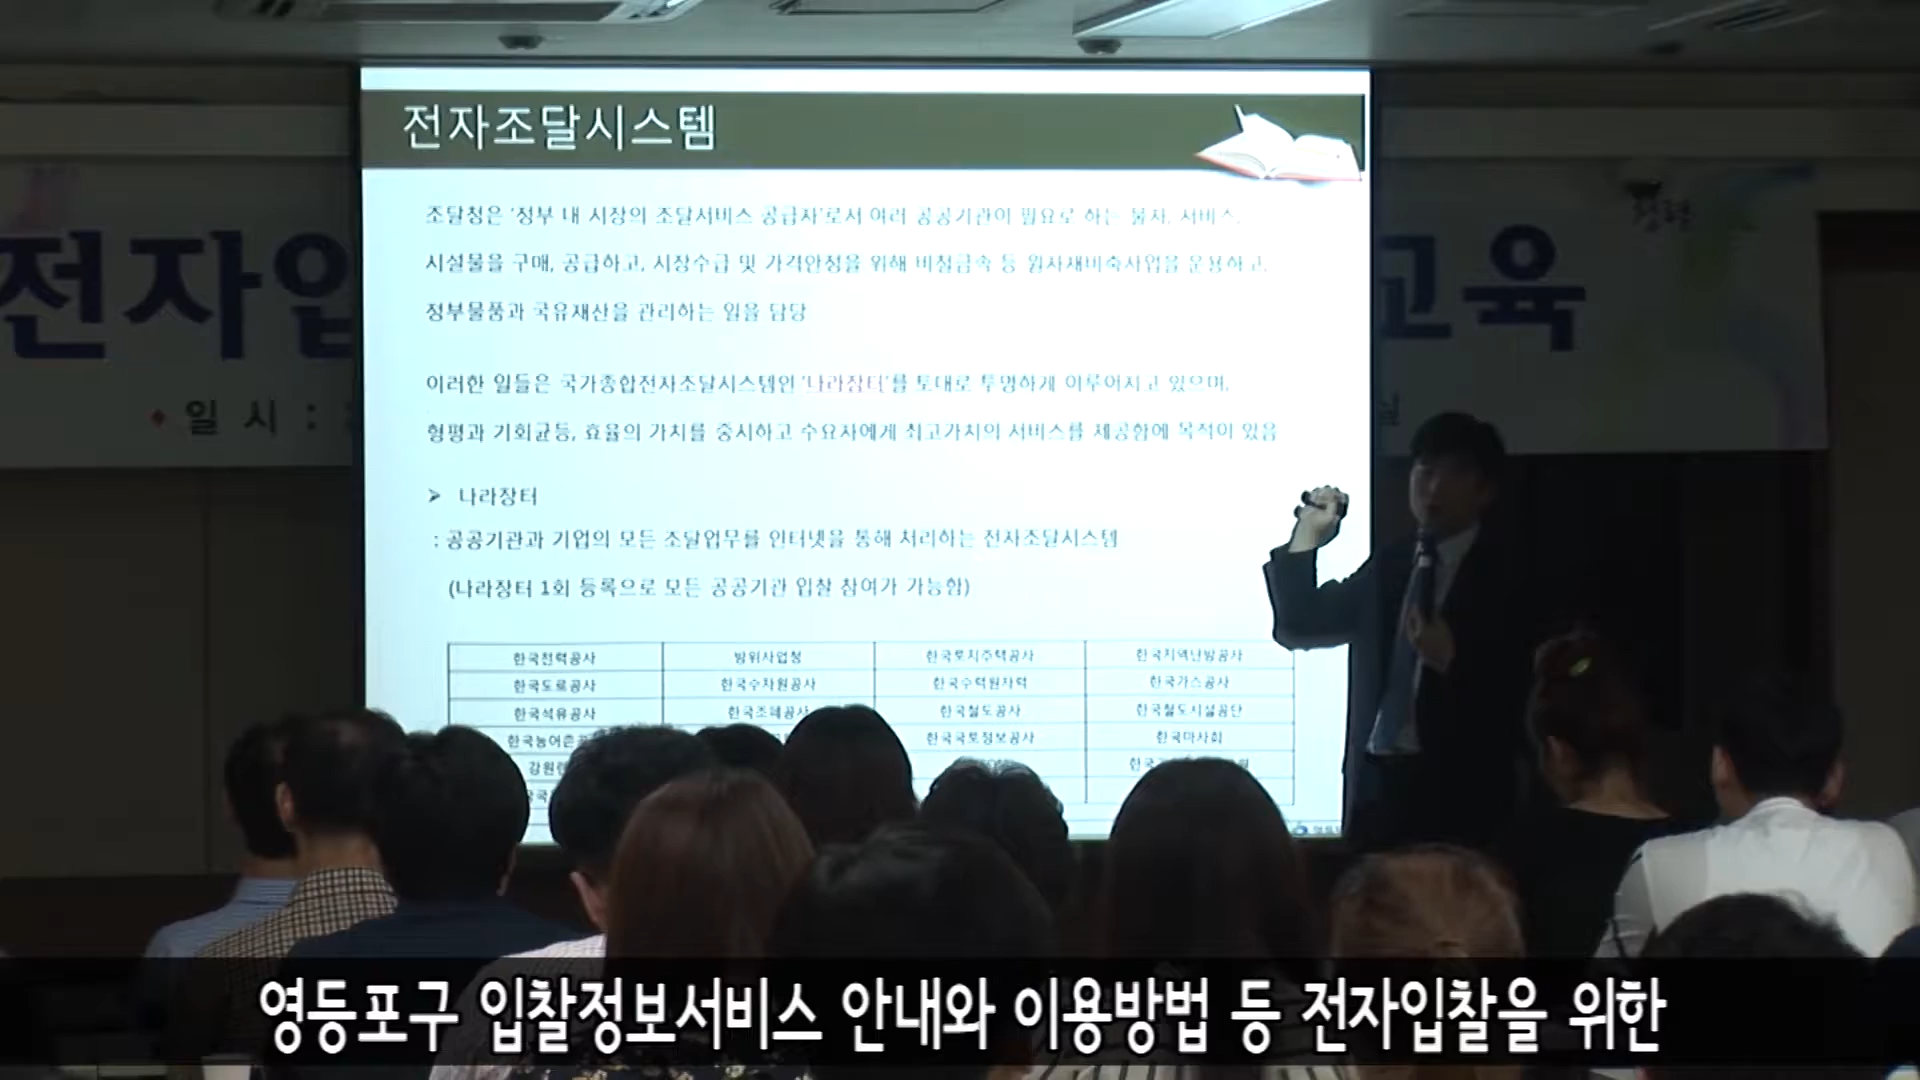 전자조달시스템
조달청은 '정부 내 시장의 조달서비스 공급자'로서 여러 공공기관이 필요로 하는 물자, 서비스,
시설물을 구매, 공급하고, 시장수급 및 가격안정을 위해 비철금속 등 원자재비축사업을 운용하고,
정부물품과 국유재산을 관리하는 일을 담당
이러한 일들은 국가종합전자조달시스템인 '나라장터'를 토대로 투명하게 이루어지고 있으며,
형평과 기회균등, 효율의 가치를 중시하고 수요자에게 최고가치의 서비스를 제공함에 목적이 있음
➤ 나라장터
: 공공기관과 기업의 모든 조달업무를 인터넷을 통해 처리하는 전자조달시스템
(나라장터 1회 등록으로 모든 공공기관 입찰 참여가 가능함)
한국전력공사 방위사업청 한국토지주택공사 한국지역난방공사
한국도로공사 한국수자원공사 한국수력원자력 한국가스공사
한국석유공사 한국조폐공사 한국철도공사 한국철도시설공단
한국농어촌 한국국토정보공사 한국마사회
강원랜
전자입
교육
일 시 :
영등포구 입찰정보서비스 안내와 이용방법 등 전자입찰을 위한